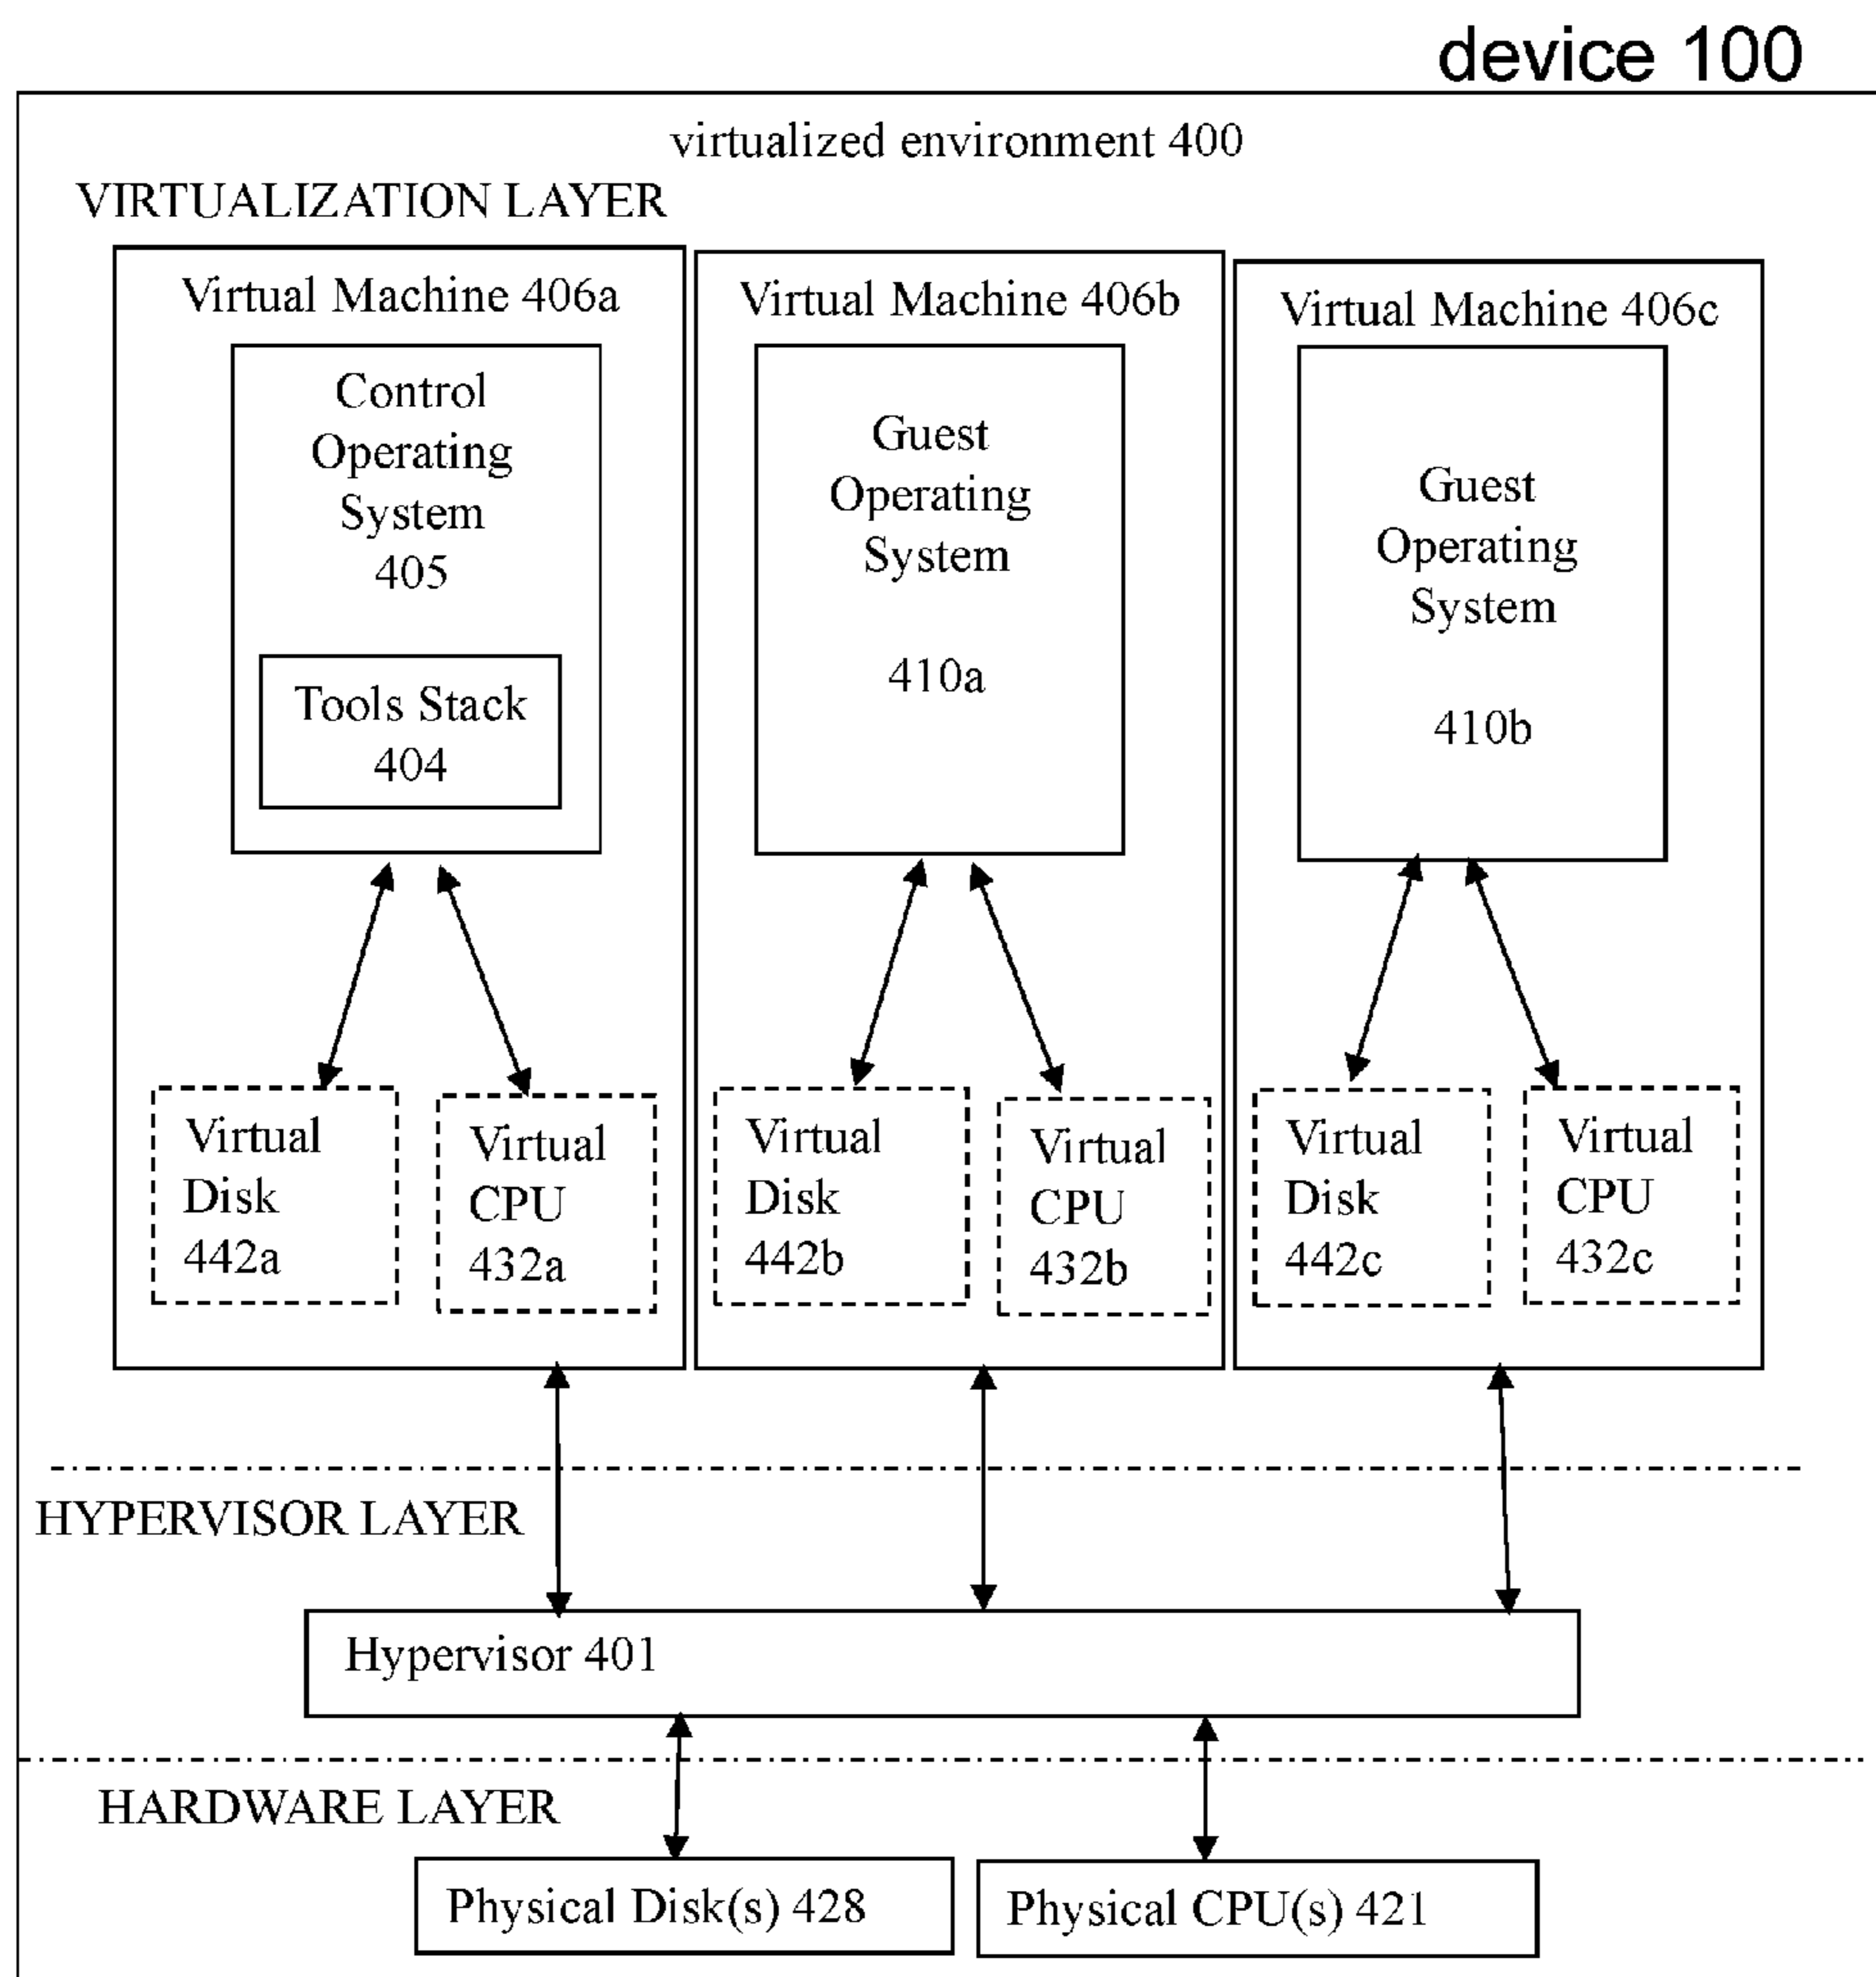 device 100
virtualized environment 400
VIRTUALIZATION LAYER
Virtual Machine 406a
Control
Operating
System
405
Tools Stack
404
Virtual
Disk
442a
Virtual
CPU
432a
Virtual Machine 406b
Guest
Operating
System
410a
Virtual
Disk
442b
Virtual
CPU
432b
Virtual Machine 406c
Guest
Operating
System
410b
Virtual
Disk
442c
Virtual
CPU
432c
HYPERVISOR LAYER
Hypervisor 401
HARDWARE LAYER
Physical Disk(s) 428
Physical CPU(s) 421